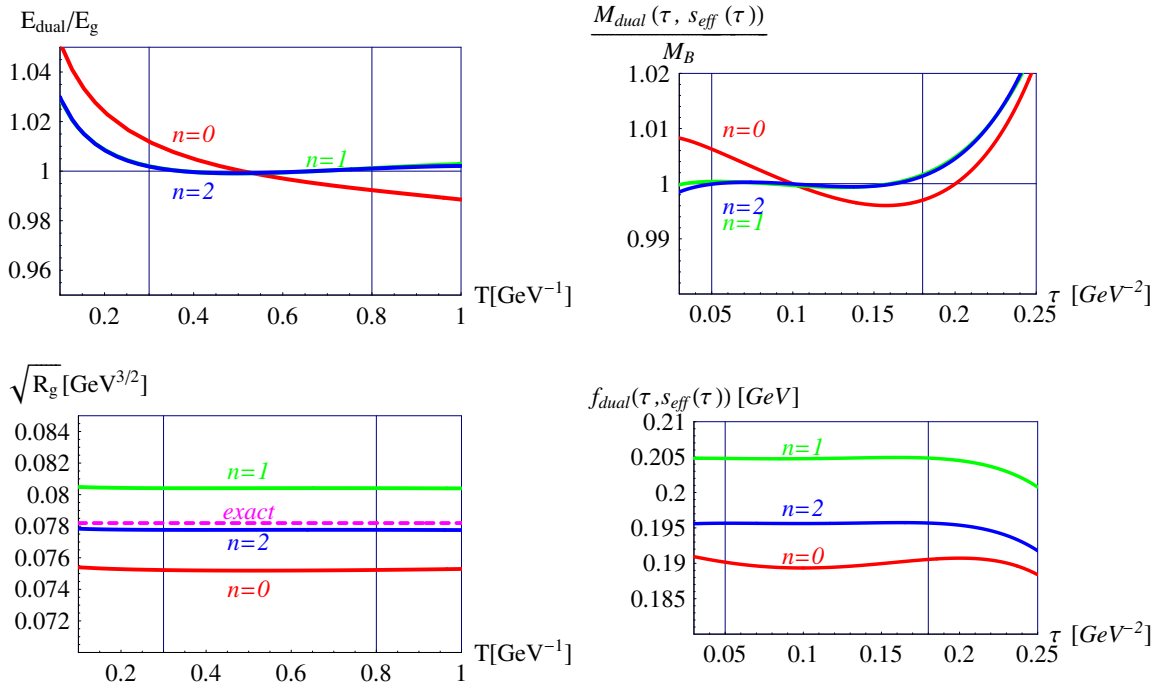 E_dual/E_g
1.04
1.02
1
0.98
0.96
n=0
n=1
n=2
0.2 0.4 0.6 0.8 1
T[GeV⁻¹]
M_dual(τ, s_eff(τ))
M_B
1.02
1.01
1
0.99
n=0
n=2
n=1
0.05 0.1 0.15 0.2 0.25
τ [GeV⁻²]
√R_g [GeV^3/2]
0.084
0.082
0.08
0.078
0.076
0.074
0.072
n=1
exact
n=2
n=0
0.2 0.4 0.6 0.8 1
T[GeV⁻¹]
f_dual(τ,s_eff(τ)) [GeV]
0.21
0.205
0.2
0.195
0.19
0.185
n=1
n=2
n=0
0.05 0.1 0.15 0.2 0.25
τ [GeV⁻²]